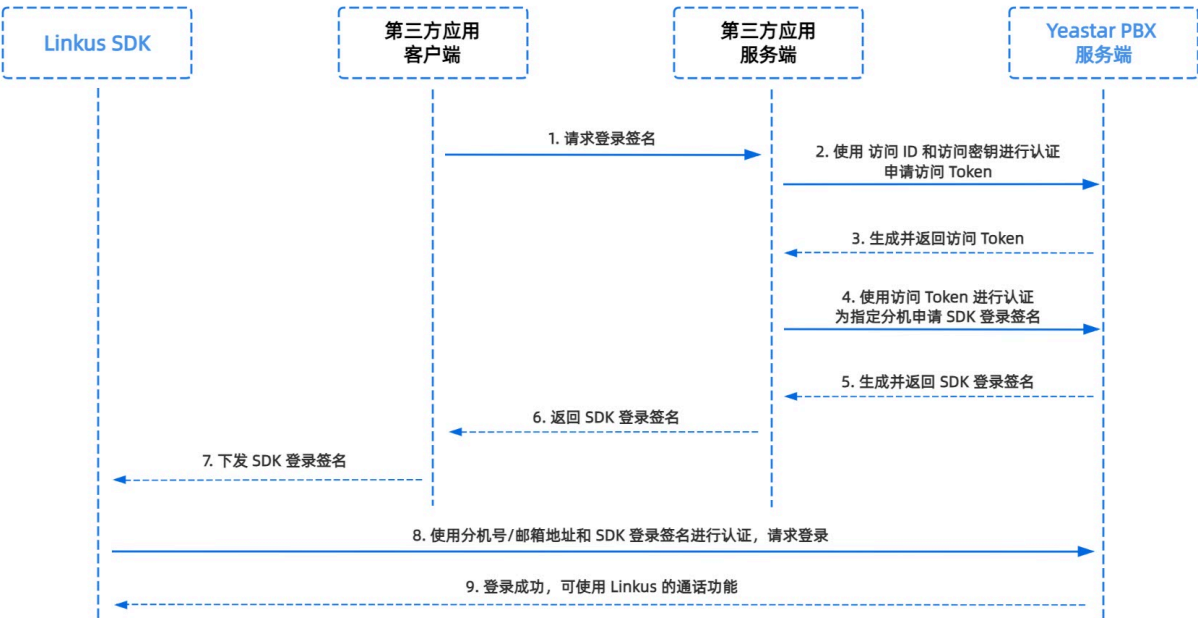 Linkus SDK
第三方应用
客户端
第三方应用
服务端
Yeastar PBX
服务端
1. 请求登录签名
2. 使用 访问 ID 和访问密钥进行认证
申请访问 Token
3. 生成并返回访问 Token
4. 使用访问 Token 进行认证
为指定分机申请 SDK 登录签名
5. 生成并返回 SDK 登录签名
6. 返回 SDK 登录签名
7. 下发 SDK 登录签名
8. 使用分机号/邮箱地址和 SDK 登录签名进行认证，请求登录
9. 登录成功，可使用 Linkus 的通话功能